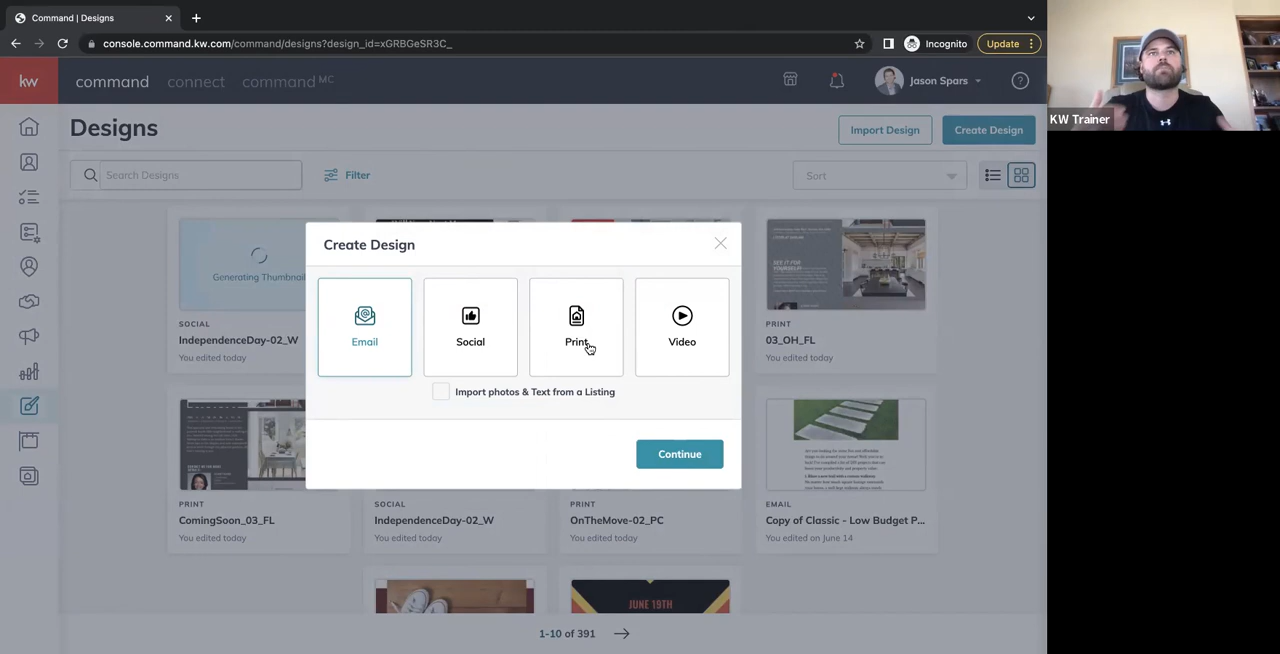 Command | Designs
console.command.kw.com/command/designs?design_id=xGRBGeSR3C_
Incognito
Update
kw
command
connect
command MC
Jason Spars
KW Trainer
Designs
Import Design
Create Design
Search Designs
Filter
Sort
Generating Thumbnail
SOCIAL
IndependenceDay-02_W
You edited today
SEE IT FOR
YOURSELF!
PRINT
03_OH_FL
You edited today
Create Design
Email
Social
Print
Video
Import photos & Text from a Listing
Continue
PRINT
ComingSoon_03_FL
You edited today
SOCIAL
IndependenceDay-02_W
You edited today
PRINT
OnTheMove-02_PC
You edited today
EMAIL
Copy of Classic - Low Budget P...
You edited on June 14
JUNE 19TH
1-10 of 391